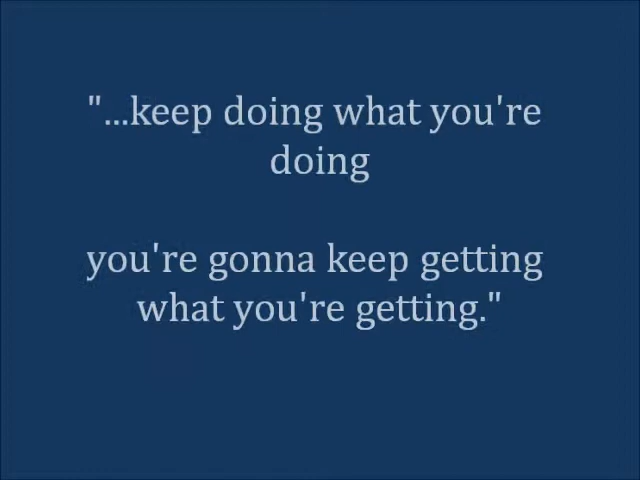 "...keep doing what you're
doing
you're gonna keep getting
what you're getting."